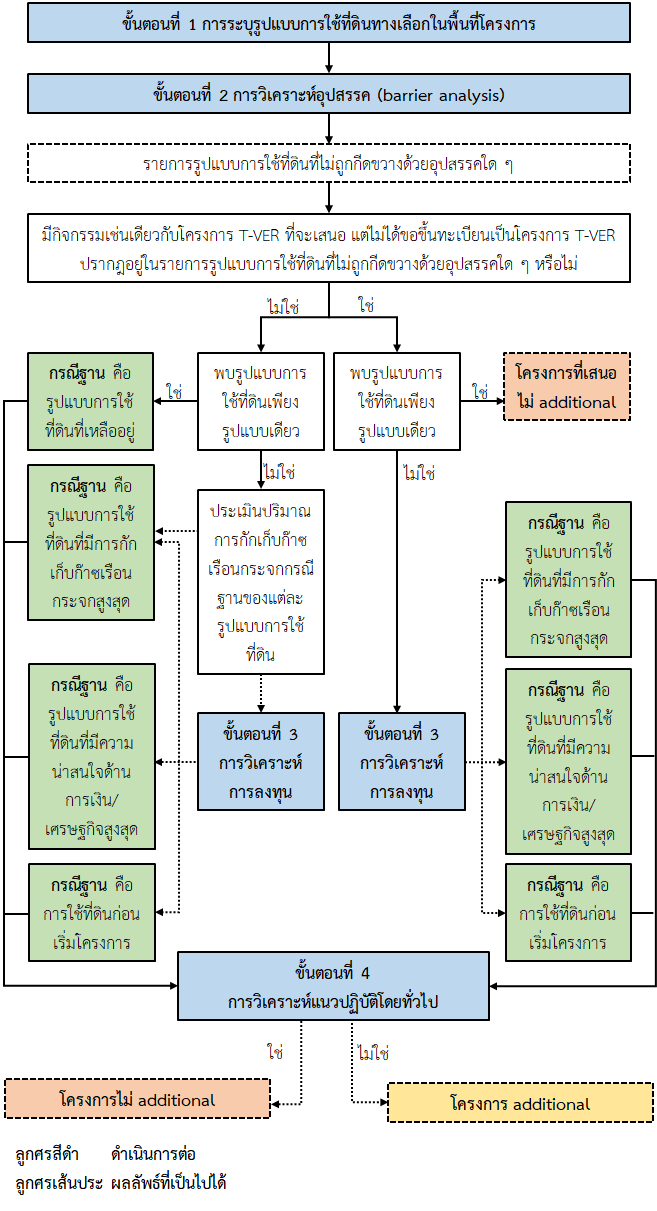 ขั้นตอนที่ 1 การระบุรูปแบบการใช้ที่ดินทางเลือกในพื้นที่โครงการ
ขั้นตอนที่ 2 การวิเคราะห์อุปสรรค (barrier analysis)
รายการรูปแบบการใช้ที่ดินที่ไม่ถูกกีดขวางด้วยอุปสรรคใด ๆ
มีกิจกรรมเช่นเดียวกับโครงการ T-VER ที่จะเสนอ แต่ไม่ได้ขอขึ้นทะเบียนเป็นโครงการ T-VER
ปรากฏอยู่ในรายการรูปแบบการใช้ที่ดินที่ไม่ถูกกีดขวางด้วยอุปสรรคใด ๆ หรือไม่
ไม่ใช่
ใช่
กรณีฐาน คือ
รูปแบบการใช้
ที่ดินที่เหลืออยู่
ใช่
พบรูปแบบการ
ใช้ที่ดินเพียง
รูปแบบเดียว
พบรูปแบบการ
ใช้ที่ดินเพียง
รูปแบบเดียว
ใช่
โครงการที่เสนอ
ไม่ additional
ไม่ใช่
ไม่ใช่
กรณีฐาน คือ
รูปแบบการใช้
ที่ดินที่มีการกัก
เก็บก๊าซเรือน
กระจกสูงสุด
ประเมินปริมาณ
การกักเก็บก๊าซ
เรือนกระจกกรณี
ฐานของแต่ละ
รูปแบบการใช้
ที่ดิน
กรณีฐาน คือ
รูปแบบการใช้
ที่ดินที่มีการกัก
เก็บก๊าซเรือน
กระจกสูงสุด
กรณีฐาน คือ
รูปแบบการใช้
ที่ดินที่มีความ
น่าสนใจด้าน
การเงิน/
เศรษฐกิจสูงสุด
ขั้นตอนที่ 3
การวิเคราะห์
การลงทุน
ขั้นตอนที่ 3
การวิเคราะห์
การลงทุน
กรณีฐาน คือ
รูปแบบการใช้
ที่ดินที่มีความ
น่าสนใจด้าน
การเงิน/
เศรษฐกิจสูงสุด
กรณีฐาน คือ
การใช้ที่ดินก่อน
เริ่มโครงการ
กรณีฐาน คือ
การใช้ที่ดินก่อน
เริ่มโครงการ
ขั้นตอนที่ 4
การวิเคราะห์แนวปฏิบัติโดยทั่วไป
ใช่
ไม่ใช่
โครงการไม่ additional
โครงการ additional
ลูกศรสีดำ ดำเนินการต่อ
ลูกศรเส้นประ ผลลัพธ์ที่เป็นไปได้